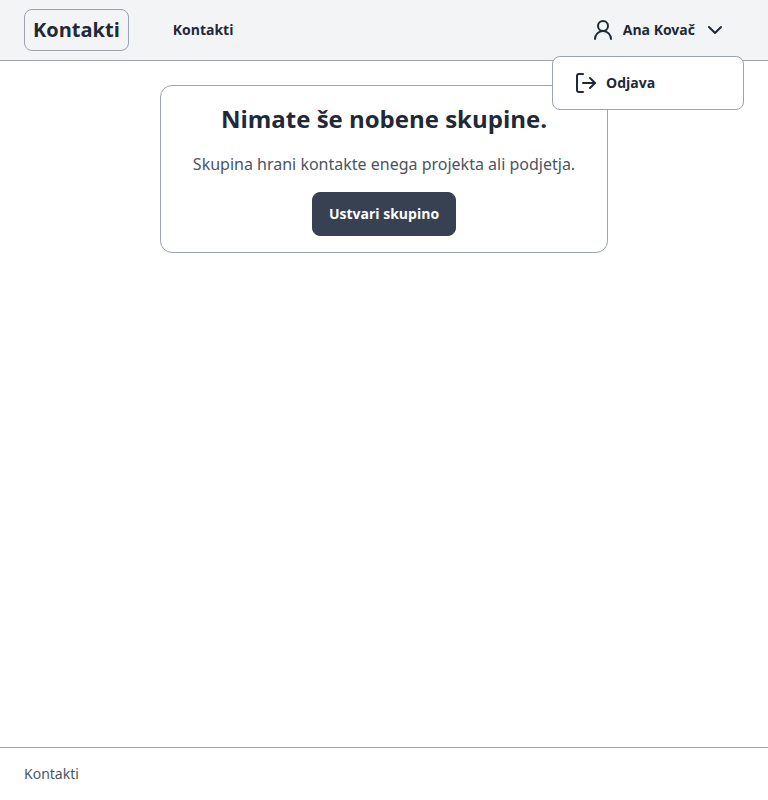 Kontakti
Kontakti
Ana Kovač
Odjava
Nimate še nobene skupine.
Skupina hrani kontakte enega projekta ali podjetja.
Ustvari skupino
Kontakti